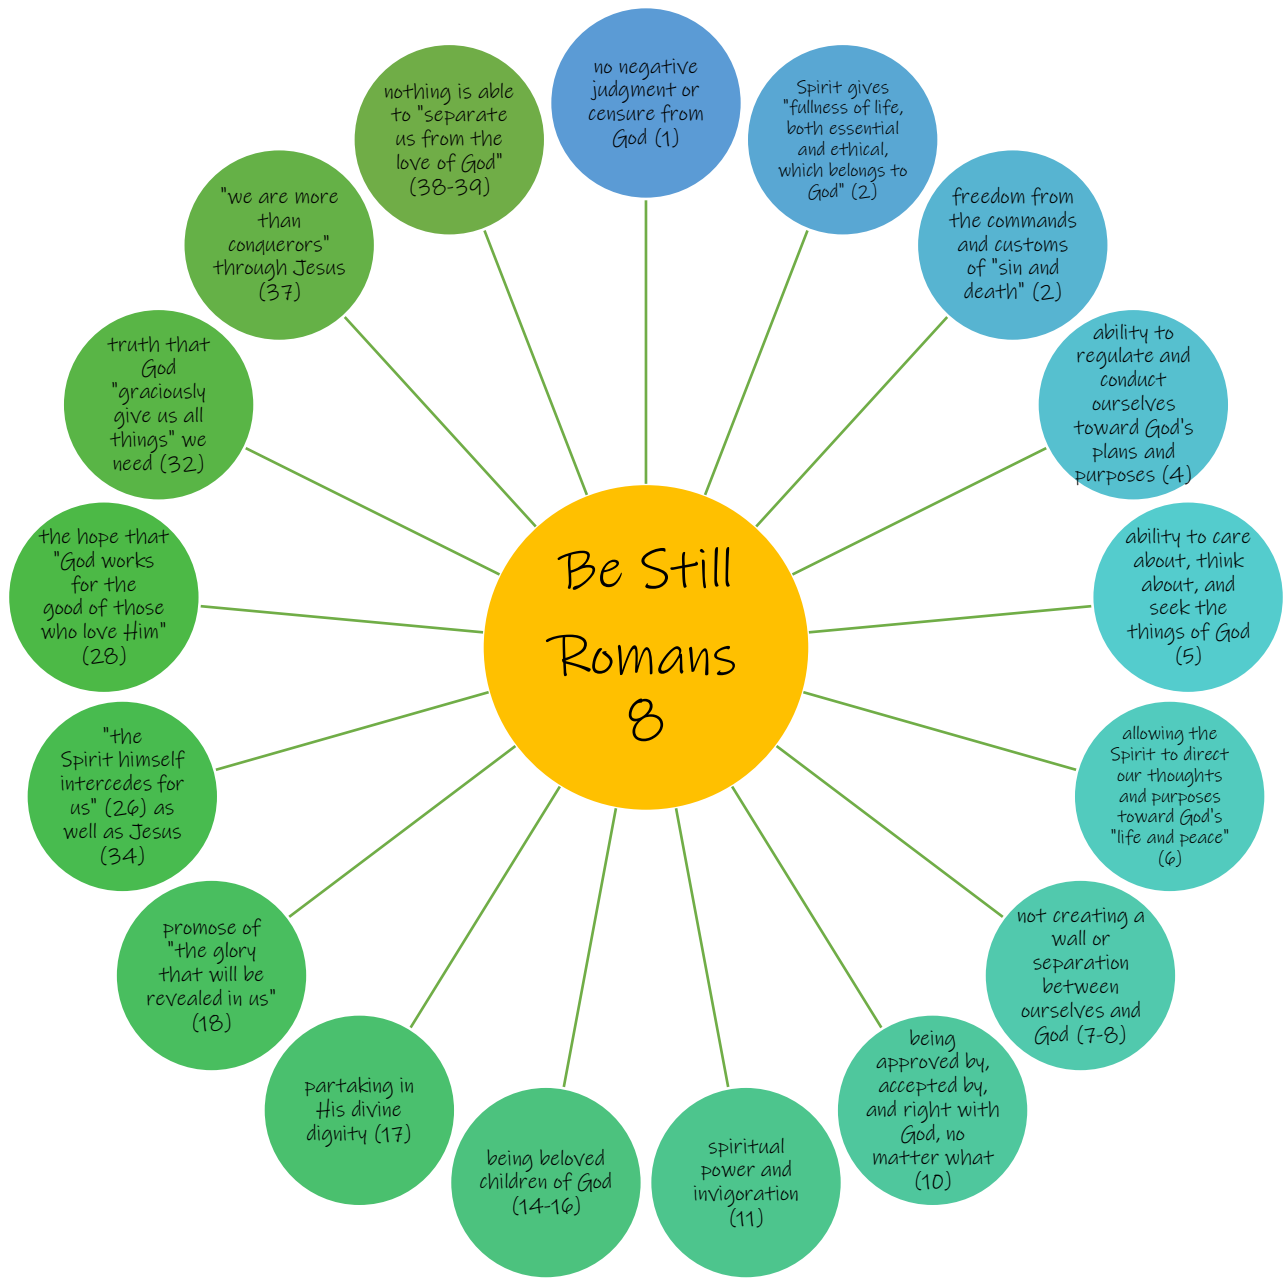 Be Still
Romans
8
no negative
judgment or
censure from
God (1)
Spirit gives
"fullness of life,
both essential
and ethical,
which belongs to
God" (2)
freedom from
the commands
and customs
of "sin and
death" (2)
ability to
regulate and
conduct
ourselves
toward God's
plans and
purposes (4)
ability to care
about, think
about, and
seek the
things of God
(5)
allowing the
Spirit to direct
our thoughts
and purposes
toward God's
"life and peace"
(6)
not creating a
wall or
separation
between
ourselves and
God (7-8)
being
approved by,
accepted by,
and right with
God, no
matter what
(10)
spiritual
power and
invigoration
(11)
being beloved
children of God
(14-16)
partaking in
His divine
dignity (17)
promose of
"the glory
that will be
revealed in us"
(18)
"the
Spirit himself
intercedes for
us" (26) as
well as Jesus
(34)
the hope that
"God works
for the
good of those
who love Him"
(28)
truth that
God
"graciously
give us all
things" we
need (32)
"we are more
than
conquerors"
through Jesus
(37)
nothing is able
to "separate
us from the
love of God"
(38-39)